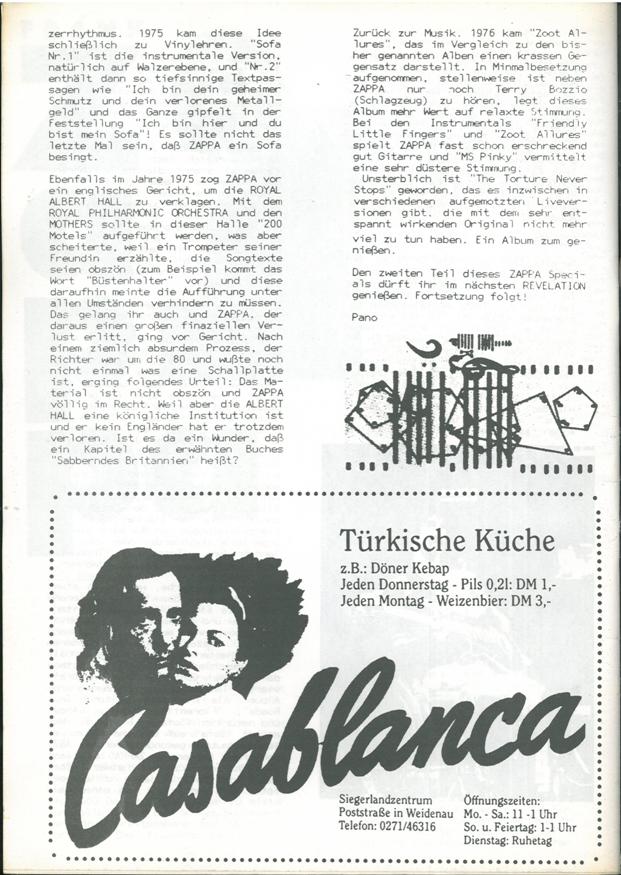 zerrhythmus. 1975 kam diese Idee
schließlich zu Vinylehren. "Sofa
Nr.1" ist die instrumentale Version,
natürlich auf Walzerebene, und "Nr.2"
enthält dann so tiefsinnige Textpas-
sagen wie "Ich bin dein geheimer
Schmutz und dein verlorenes Metall-
geld" und das Ganze gipfelt in der
Feststellung "Ich bin hier und du
bist mein Sofa"! Es sollte nicht das
letzte Mal sein, daß ZAPPA ein Sofa
besingt.
Ebenfalls im Jahre 1975 zog ZAPPA vor
ein englisches Gericht, um die ROYAL
ALBERT HALL zu verklagen. Mit dem
ROYAL PHILHARMONIC ORCHESTRA und den
MOTHERS sollte in dieser Halle "200
Motels" aufgeführt werden, was aber
scheiterte, weil ein Trompeter seiner
Freundin erzählte, die Songtexte
seien obszön (zum Beispiel kommt das
Wort "Büstenhalter" vor) und diese
daraufhin meinte die Aufführung unter
allen Umständen verhindern zu müssen.
Das gelang ihr auch und ZAPPA, der
daraus einen großen finaziellen Ver-
lust erlitt, ging vor Gericht. Nach
einem ziemlich absurdem Prozess, der
Richter war um die 80 und wußte noch
nicht einmal was eine Schallplatte
ist, erging folgendes Urteil: Das Ma-
terial ist nicht obszön und ZAPPA
völlig im Recht. Weil aber die ALBERT
HALL eine königliche Institution ist
und er kein Engländer hat er trotzdem
verloren. Ist es da ein Wunder, daß
ein Kapitel des erwähnten Buches
"Sabberndes Britannien" heißt?
Zurück zur Musik. 1976 kam "Zoot Al-
lures", das im Vergleich zu den bis-
her genannten Alben einen krassen Ge-
gensatz darstellt. In Minmalbesetzung
aufgenommen, stellenweise ist neben
ZAPPA nur noch Terry Bozzio
(Schlagzeug) zu hören, legt dieses
Album mehr Wert auf relaxte Stimmung.
Bei den Instrumentals "Friendly
Little Fingers" und "Zoot Allures"
spielt ZAPPA fast schon erschreckend
gut Gitarre und "MS Pinky" vermittelt
eine sehr düstere Stimmung.
Unsterblich ist "The Torture Never
Stops" geworden, das es inzwischen in
verschiedenen aufgemotzten Livever-
sionen gibt, die mit dem sehr ent-
spannt wirkenden Original nicht mehr
viel zu tun haben. Ein Album zum ge-
nießen.
Den zweiten Teil dieses ZAPPA Speci-
als dürft ihr im nächsten REVELATION
genießen. Fortsetzung folgt!
Pano
Türkische Küche
z.B.: Döner Kebap
Jeden Donnerstag - Pils 0,2l: DM 1,-
Jeden Montag - Weizenbier: DM 3,-
Casablanca
Siegerlandzentrum
Poststraße in Weidenau
Telefon: 0271/46316
Öffnungszeiten:
Mo. - Sa.: 11 -1 Uhr
So. u. Feiertag: 1-1 Uhr
Dienstag: Ruhetag